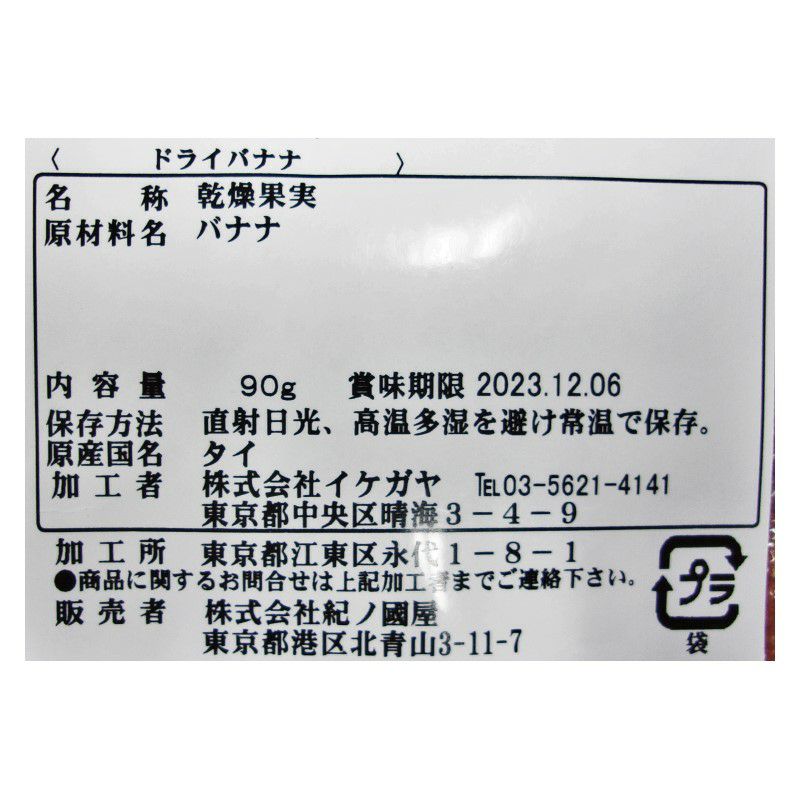 〈 ドライバナナ 〉
名 称 乾燥果実
原材料名 バナナ
内容量 90g 賞味期限 2023.12.06
保存方法 直射日光、高温多湿を避け常温で保存。
原産国名 タイ
加工者 株式会社イケガヤ TEL03-5621-4141
東京都中央区晴海3-4-9
加工所 東京都江東区永代1-8-1
●商品に関するお問合せは上記加工者までご連絡下さい。
販売者 株式会社紀ノ國屋
東京都港区北青山3-11-7
プラ
袋